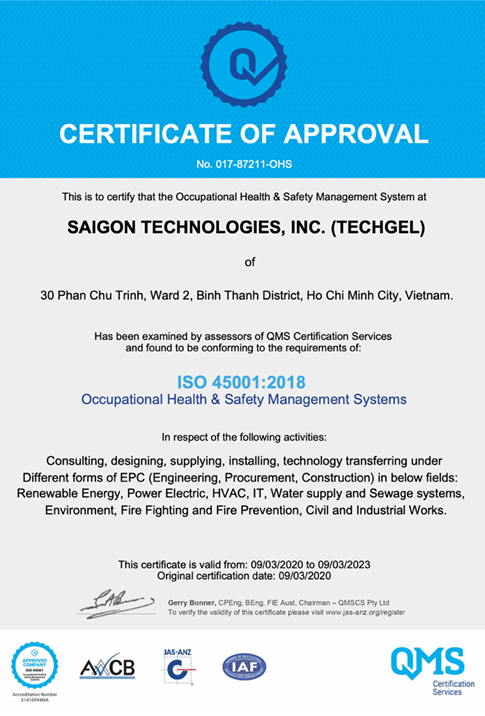 Q
CERTIFICATE OF APPROVAL
No. 017-87211-OHS
This is to certify that the Occupational Health & Safety Management System at
SAIGON TECHNOLOGIES, INC. (TECHGEL)
of
30 Phan Chu Trinh, Ward 2, Binh Thanh District, Ho Chi Minh City, Vietnam.
Has been examined by assessors of QMS Certification Services
and found to be conforming to the requirements of:
ISO 45001:2018
Occupational Health & Safety Management Systems
In respect of the following activities:
Consulting, designing, supplying, installing, technology transferring under
Different forms of EPC (Engineering, Procurement, Construction) in below fields:
Renewable Energy, Power Electric, HVAC, IT, Water supply and Sewage systems,
Environment, Fire Fighting and Fire Prevention, Civil and Industrial Works.
This certificate is valid from: 09/03/2020 to 09/03/2023
Original certification date: 09/03/2020
Gerry Bonner, CPEng, BEng, FIE Aust, Chairman – QMSCS Pty Ltd
To verify the validity of this certificate please visit www.jas-anz.org/register
APPROVED
COMPANY
ISO 45001
Accreditation Number
AWCB
JAS-ANZ
IAF
QMS
Certification
Services